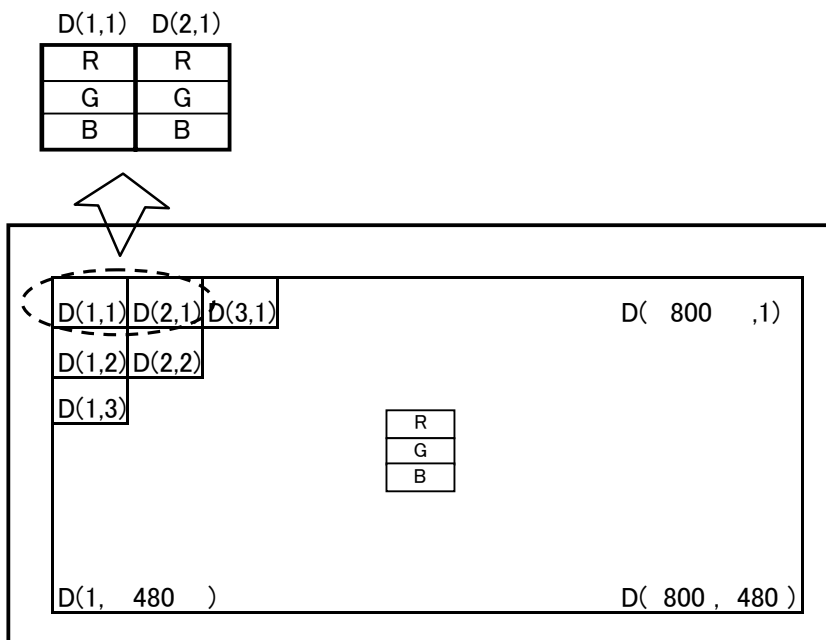 D(1,1) D(2,1)
R R
G G
B B
D(1,1) D(2,1) D(3,1) D( 800 ,1)
D(1,2) D(2,2)
D(1,3)
R
G
B
D(1, 480 ) D( 800 , 480 )